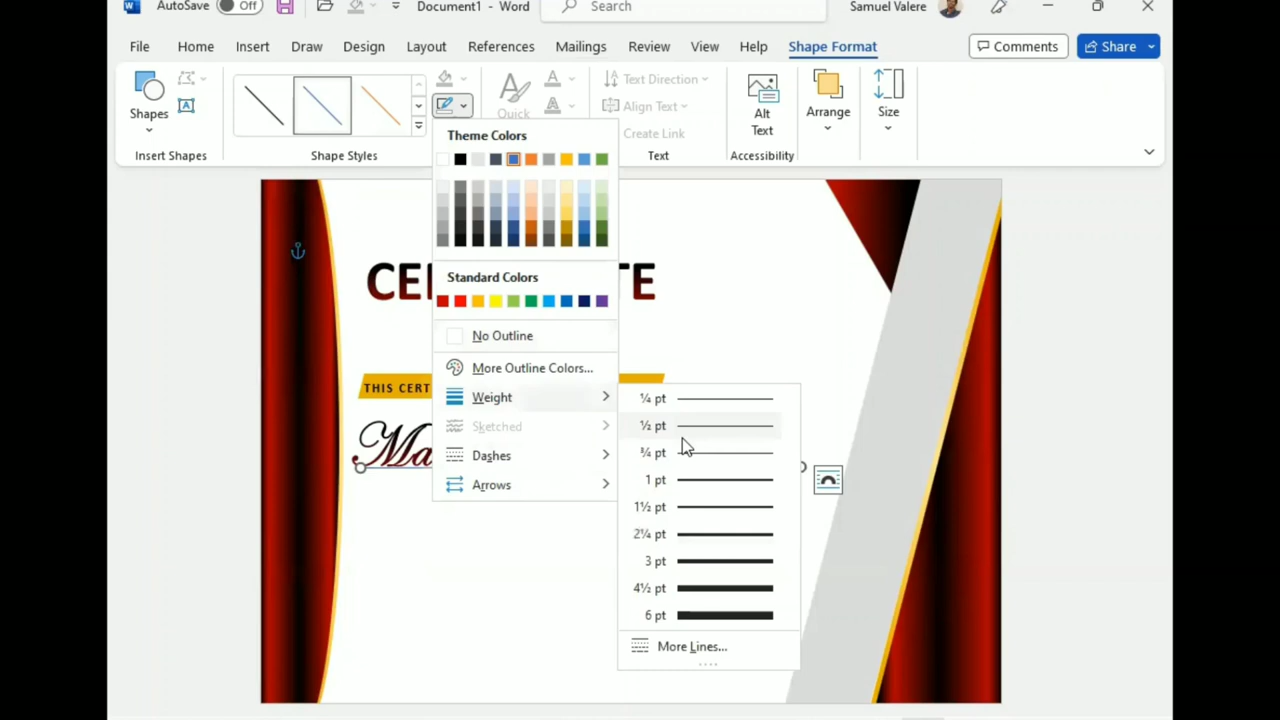 AutoSave Off Document1 - Word Search Samuel Valere
File Home Insert Draw Design Layout References Mailings Review View Help Shape Format Comments Share
Shapes
Insert Shapes
Shape Styles
Quick
Text Direction
Align Text
Create Link
Text
Alt
Text
Accessibility
Arrange
Size
Theme Colors
Standard Colors
No Outline
More Outline Colors...
Weight
Sketched
Dashes
Arrows
¼ pt
½ pt
¾ pt
1 pt
1½ pt
2¼ pt
3 pt
4½ pt
6 pt
More Lines...
THIS CERT
Ma